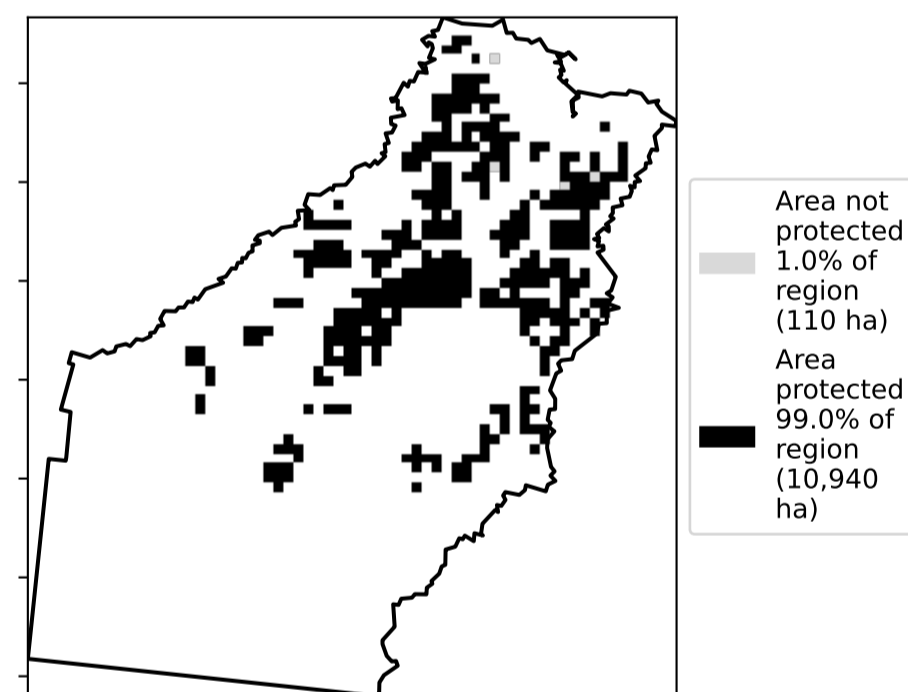 Area not
protected
1.0% of
region
(110 ha)
Area
protected
99.0% of
region
(10,940
ha)